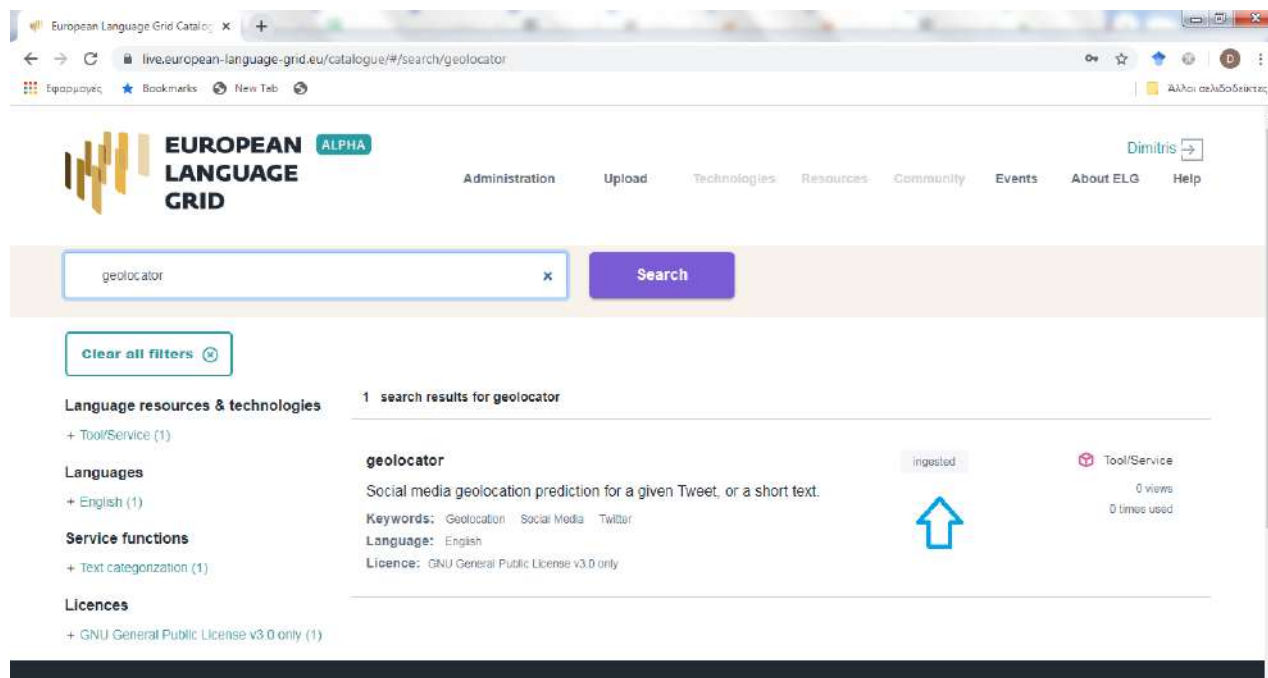 European Language Grid Catalog
live.european-language-grid.eu/catalogue/#/search/geolocator
Εφαρμογές Bookmarks New Tab Άλλοι σελιδοδείκτες
EUROPEAN LANGUAGE GRID ALPHA
Dimitris
Administration Upload Technologies Resources Community Events About ELG Help
geolocator Search
Clear all filters
Language resources & technologies
+ Tool/Service (1)
Languages
+ English (1)
Service functions
+ Text categorization (1)
Licences
+ GNU General Public License v3.0 only (1)
1 search results for geolocator
geolocator ingested Tool/Service
Social media geolocation prediction for a given Tweet, or a short text. 0 views
Keywords: Geolocation Social Media Twitter 0 times used
Language: English
Licence: GNU General Public License v3.0 only